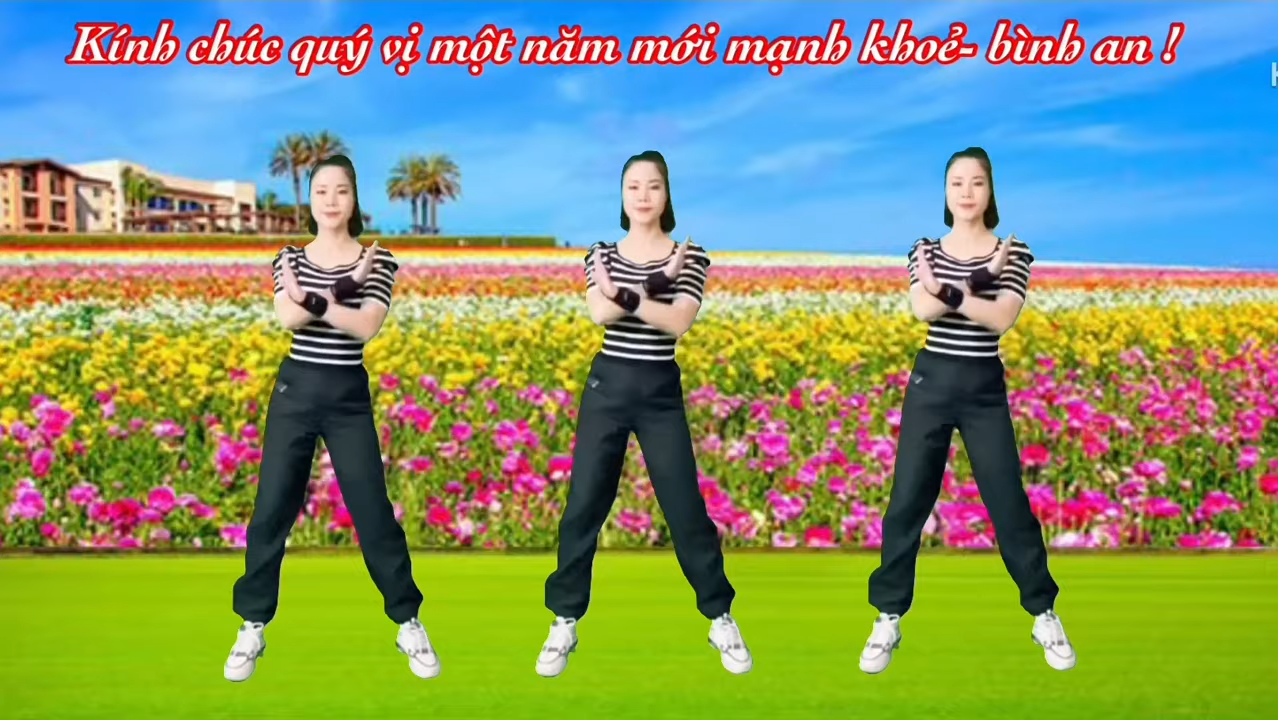 Kính chúc quý vị một năm mới mạnh khoẻ- bình an !